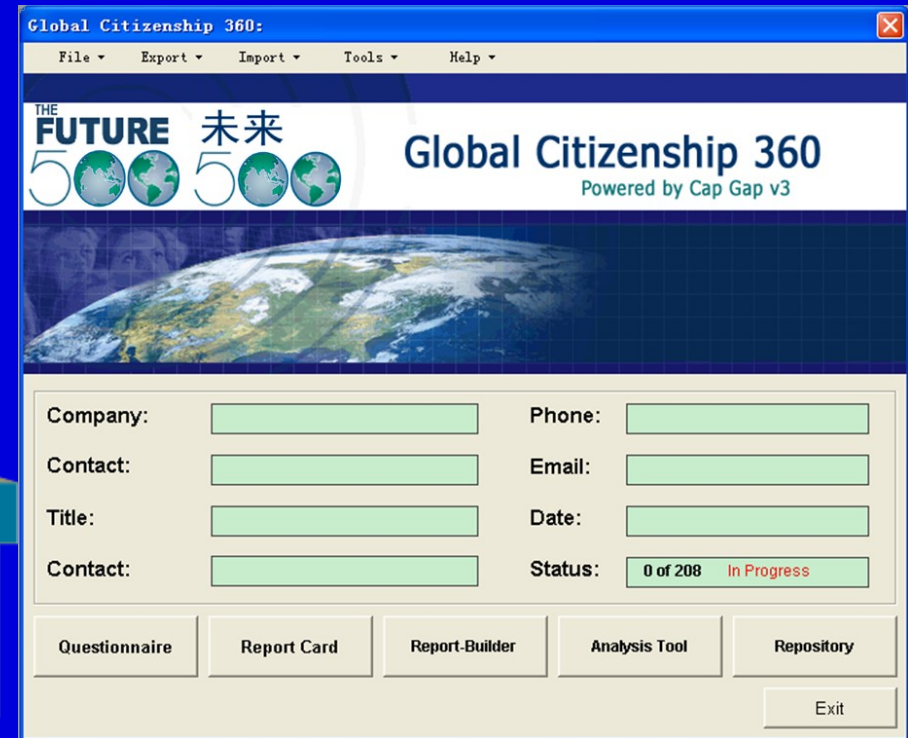 Global Citizenship 360:
File Export Import Tools Help
THE
FUTURE 未来
500 500
Global Citizenship 360
Powered by Cap Gap v3
Company: Phone:
Contact: Email:
Title: Date:
Contact: Status: 0 of 208 In Progress
Questionnaire Report Card Report-Builder Analysis Tool Repository
Exit